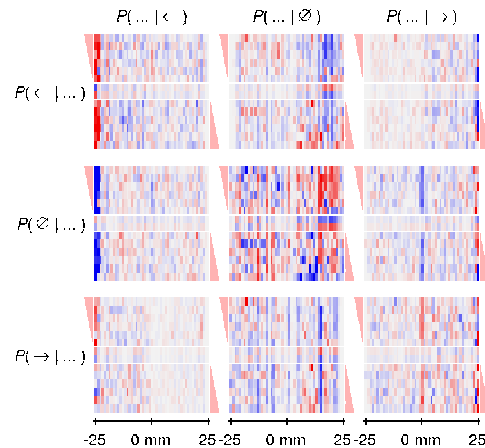 P( ... | ← ) P( ... | ∅ ) P( ... | → )
P( ← | ... )
P( ∅ | ... )
P( → | ... )
-25 0 mm 25 -25 0 mm 25 -25 0 mm 25